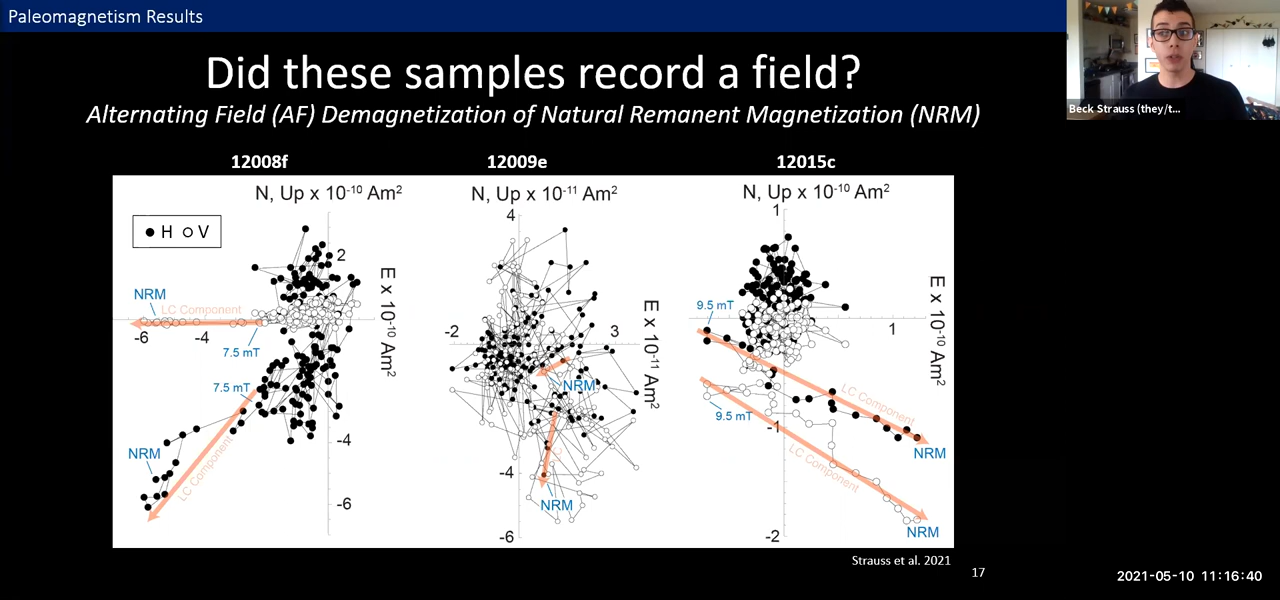 Paleomagnetism Results
Did these samples record a field?
Alternating Field (AF) Demagnetization of Natural Remanent Magnetization (NRM)
Beck Strauss (they/t...
12008f
12009e
12015c
N, Up x 10⁻¹⁰ Am²
● H ○ V
2
-4
-6
-6
-4
E x 10⁻¹⁰ Am²
NRM
LC Component
7.5 mT
7.5 mT
NRM
LC Component
N, Up x 10⁻¹¹ Am²
4
-2
3
-4
-6
E x 10⁻¹¹ Am²
NRM
NRM
N, Up x 10⁻¹⁰ Am²
1
1
-1
-2
E x 10⁻¹⁰ Am²
9.5 mT
LC Component
NRM
9.5 mT
LC Component
NRM
Strauss et al. 2021
17
2021-05-10 11:16:40